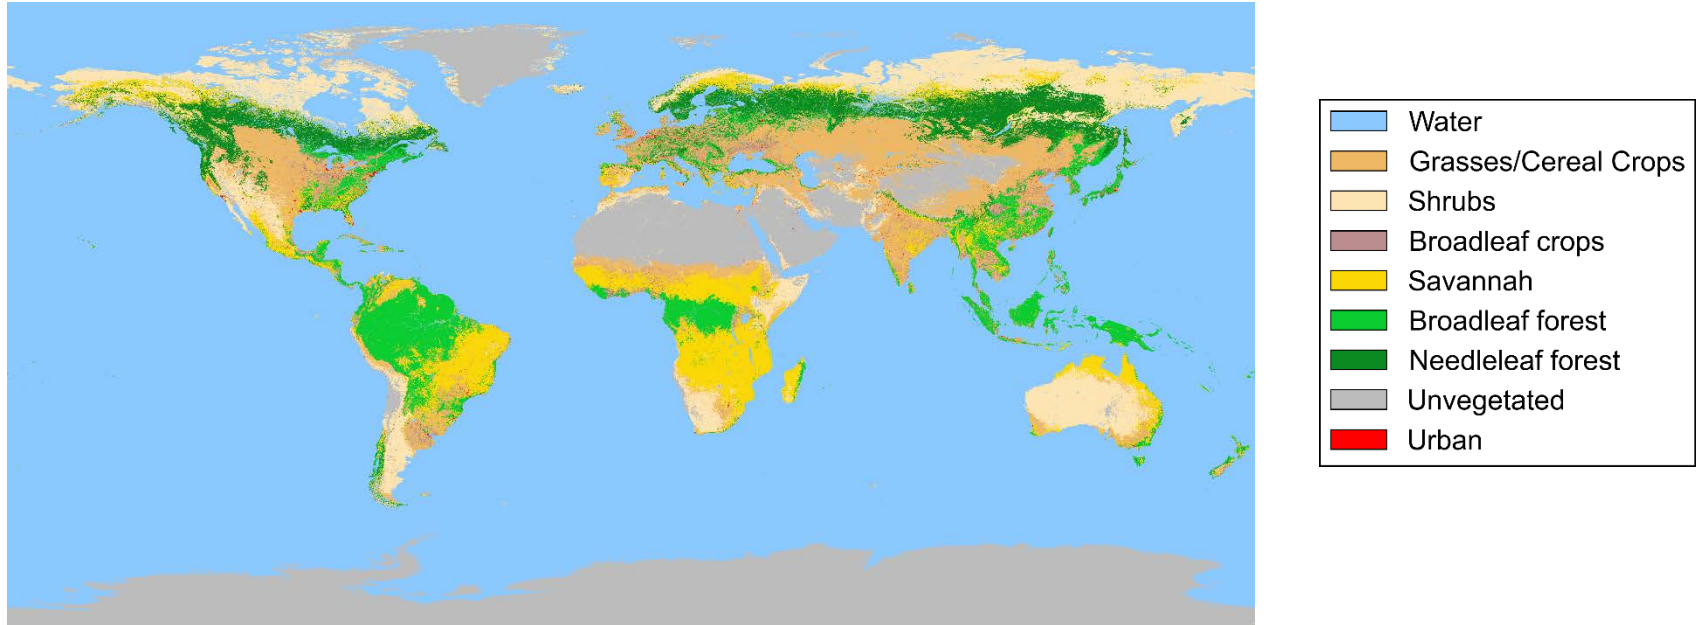 Water
Grasses/Cereal Crops
Shrubs
Broadleaf crops
Savannah
Broadleaf forest
Needleleaf forest
Unvegetated
Urban